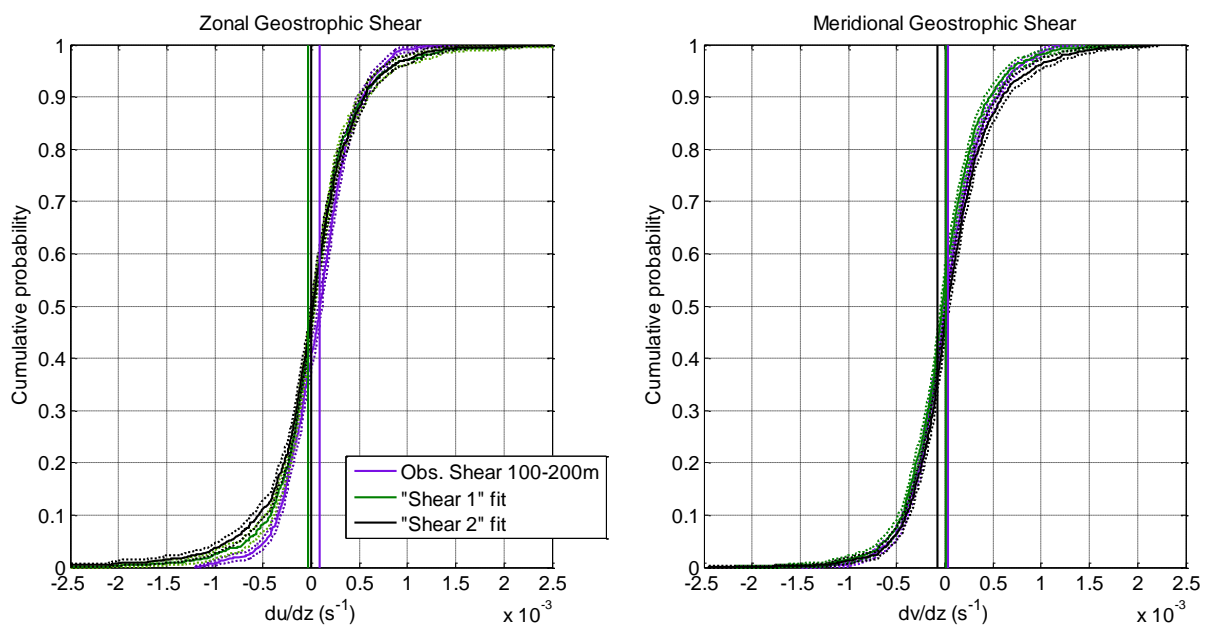 Zonal Geostrophic Shear
1
0.9
0.8
0.7
0.6
0.5
0.4
0.3
0.2
0.1
0
Cumulative probability
-2.5 -2 -1.5 -1 -0.5 0 0.5 1 1.5 2 2.5
du/dz (s-1)
x 10-3
Obs. Shear 100-200m
"Shear 1" fit
"Shear 2" fit
Meridional Geostrophic Shear
1
0.9
0.8
0.7
0.6
0.5
0.4
0.3
0.2
0.1
0
Cumulative probability
-2.5 -2 -1.5 -1 -0.5 0 0.5 1 1.5 2 2.5
dv/dz (s-1)
x 10-3